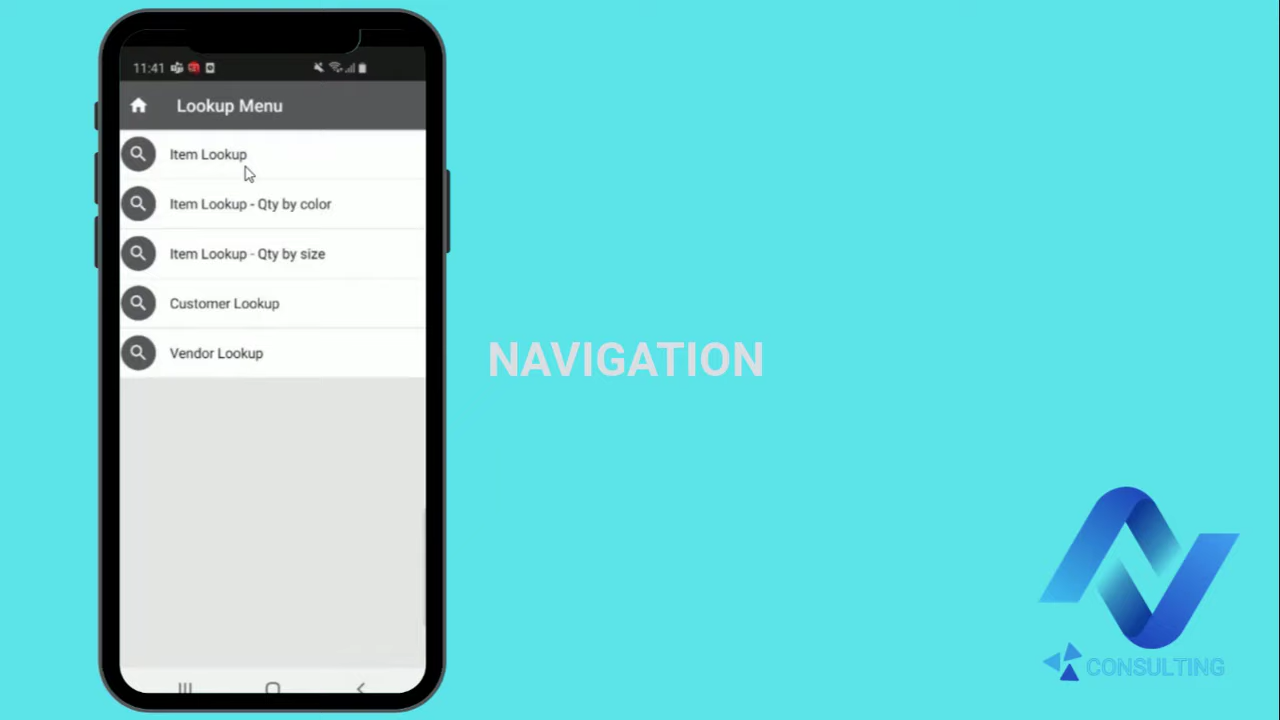 11:41
Lookup Menu
Item Lookup
Item Lookup - Qty by color
Item Lookup - Qty by size
Customer Lookup
Vendor Lookup
NAVIGATION
CONSULTING